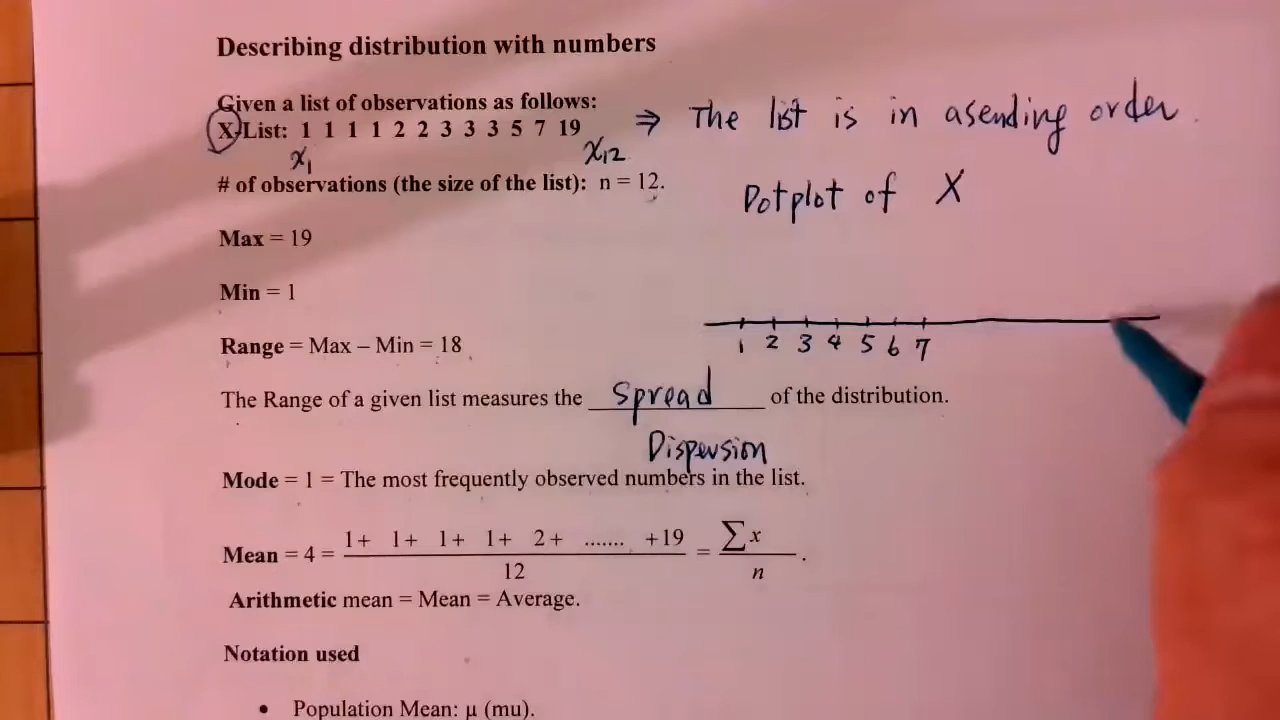 Describing distribution with numbers
Given a list of observations as follows:
X-List: 1 1 1 1 2 2 3 3 3 5 7 19
⇒ The list is in asending order.
x1 x12
# of observations (the size of the list): n = 12.
Dotplot of X
Max = 19
Min = 1
1 2 3 4 5 6 7
Range = Max – Min = 18
The Range of a given list measures the spread of the distribution.
Dispersion
Mode = 1 = The most frequently observed numbers in the list.
Mean = 4 = 1+ 1+ 1+ 1+ 2+ ....... +19 / 12 = ∑x / n .
Arithmetic mean = Mean = Average.
Notation used
• Population Mean: μ (mu).